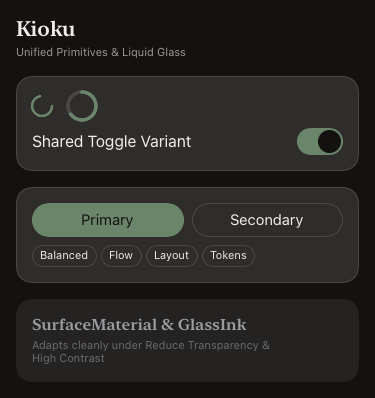 Kioku
Unified Primitives & Liquid Glass
Shared Toggle Variant
Primary
Secondary
Balanced
Flow
Layout
Tokens
SurfaceMaterial & GlassInk
Adapts cleanly under Reduce Transparency &
High Contrast